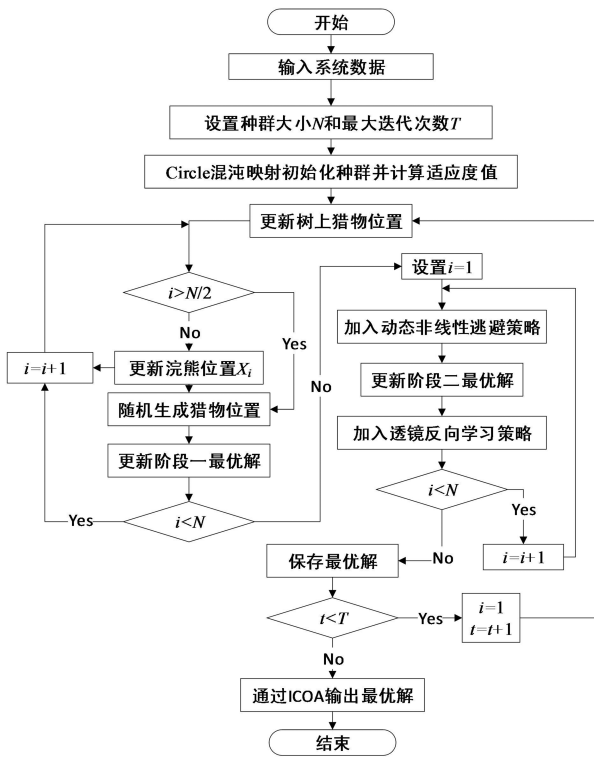 开始
输入系统数据
设置种群大小N和最大迭代次数T
Circle混沌映射初始化种群并计算适应度值
更新树上猎物位置
i>N/2
No
Yes
更新浣熊位置Xi
i=i+1
随机生成猎物位置
更新阶段一最优解
i<N
Yes
No
设置i=1
加入动态非线性逃避策略
更新阶段二最优解
加入透镜反向学习策略
i<N
Yes
i=i+1
No
保存最优解
t<T
Yes
i=1
t=t+1
No
通过ICOA输出最优解
结束